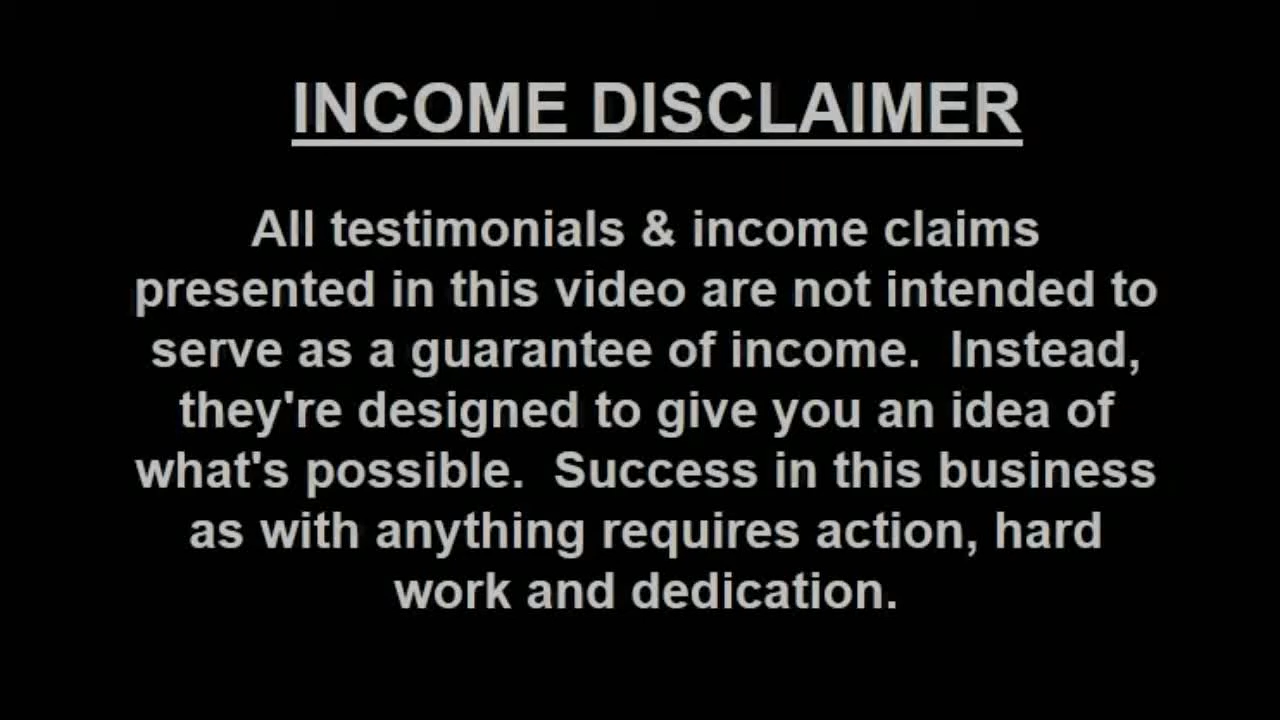 INCOME DISCLAIMER
All testimonials & income claims
presented in this video are not intended to
serve as a guarantee of income.  Instead,
they're designed to give you an idea of
what's possible.  Success in this business
as with anything requires action, hard
work and dedication.